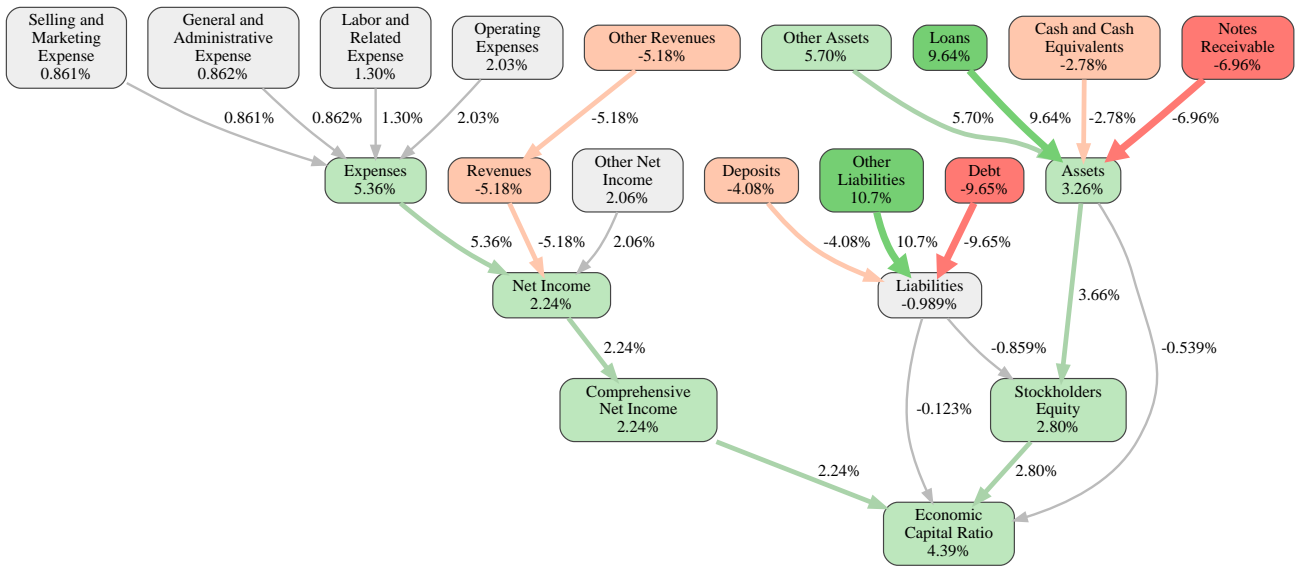 Selling and
Marketing
Expense
0.861%
General and
Administrative
Expense
0.862%
Labor and
Related
Expense
1.30%
Operating
Expenses
2.03%
Other Revenues
-5.18%
Other Assets
5.70%
Loans
9.64%
Cash and Cash
Equivalents
-2.78%
Notes
Receivable
-6.96%
0.861%
0.862%
1.30%
2.03%
-5.18%
5.70%
9.64%
-2.78%
-6.96%
Expenses
5.36%
Revenues
-5.18%
Other Net
Income
2.06%
Deposits
-4.08%
Other
Liabilities
10.7%
Debt
-9.65%
Assets
3.26%
5.36%
-5.18%
2.06%
-4.08%
10.7%
-9.65%
Net Income
2.24%
Liabilities
-0.989%
3.66%
2.24%
-0.859%
-0.539%
Comprehensive
Net Income
2.24%
-0.123%
Stockholders
Equity
2.80%
2.24%
2.80%
Economic
Capital Ratio
4.39%